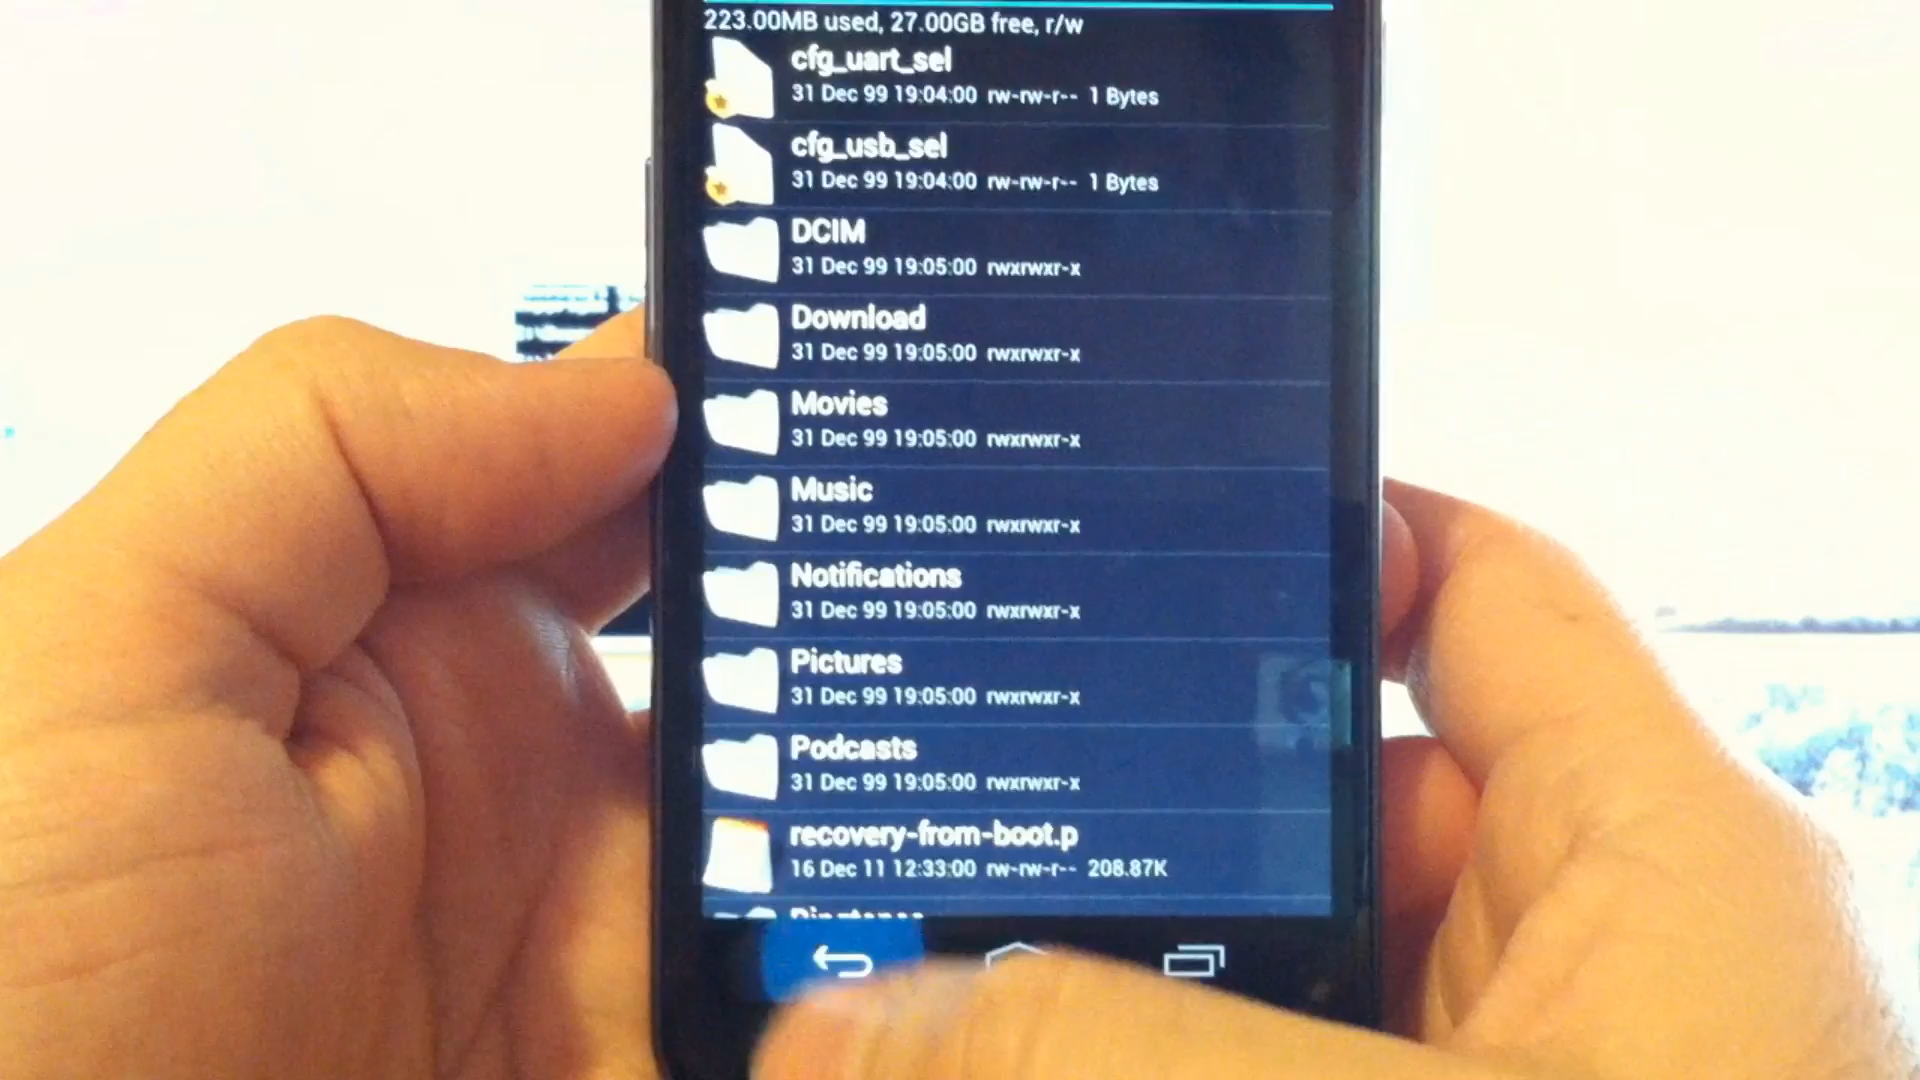 223.00MB used, 27.00GB free, r/w
cfg_uart_sel
31 Dec 99 19:04:00 rw-rw-r-- 1 Bytes
cfg_usb_sel
31 Dec 99 19:04:00 rw-rw-r-- 1 Bytes
DCIM
31 Dec 99 19:05:00 rwxrwxr-x
Download
31 Dec 99 19:05:00 rwxrwxr-x
Movies
31 Dec 99 19:05:00 rwxrwxr-x
Music
31 Dec 99 19:05:00 rwxrwxr-x
Notifications
31 Dec 99 19:05:00 rwxrwxr-x
Pictures
31 Dec 99 19:05:00 rwxrwxr-x
Podcasts
31 Dec 99 19:05:00 rwxrwxr-x
recovery-from-boot.p
16 Dec 11 12:33:00 rw-rw-r-- 208.87K